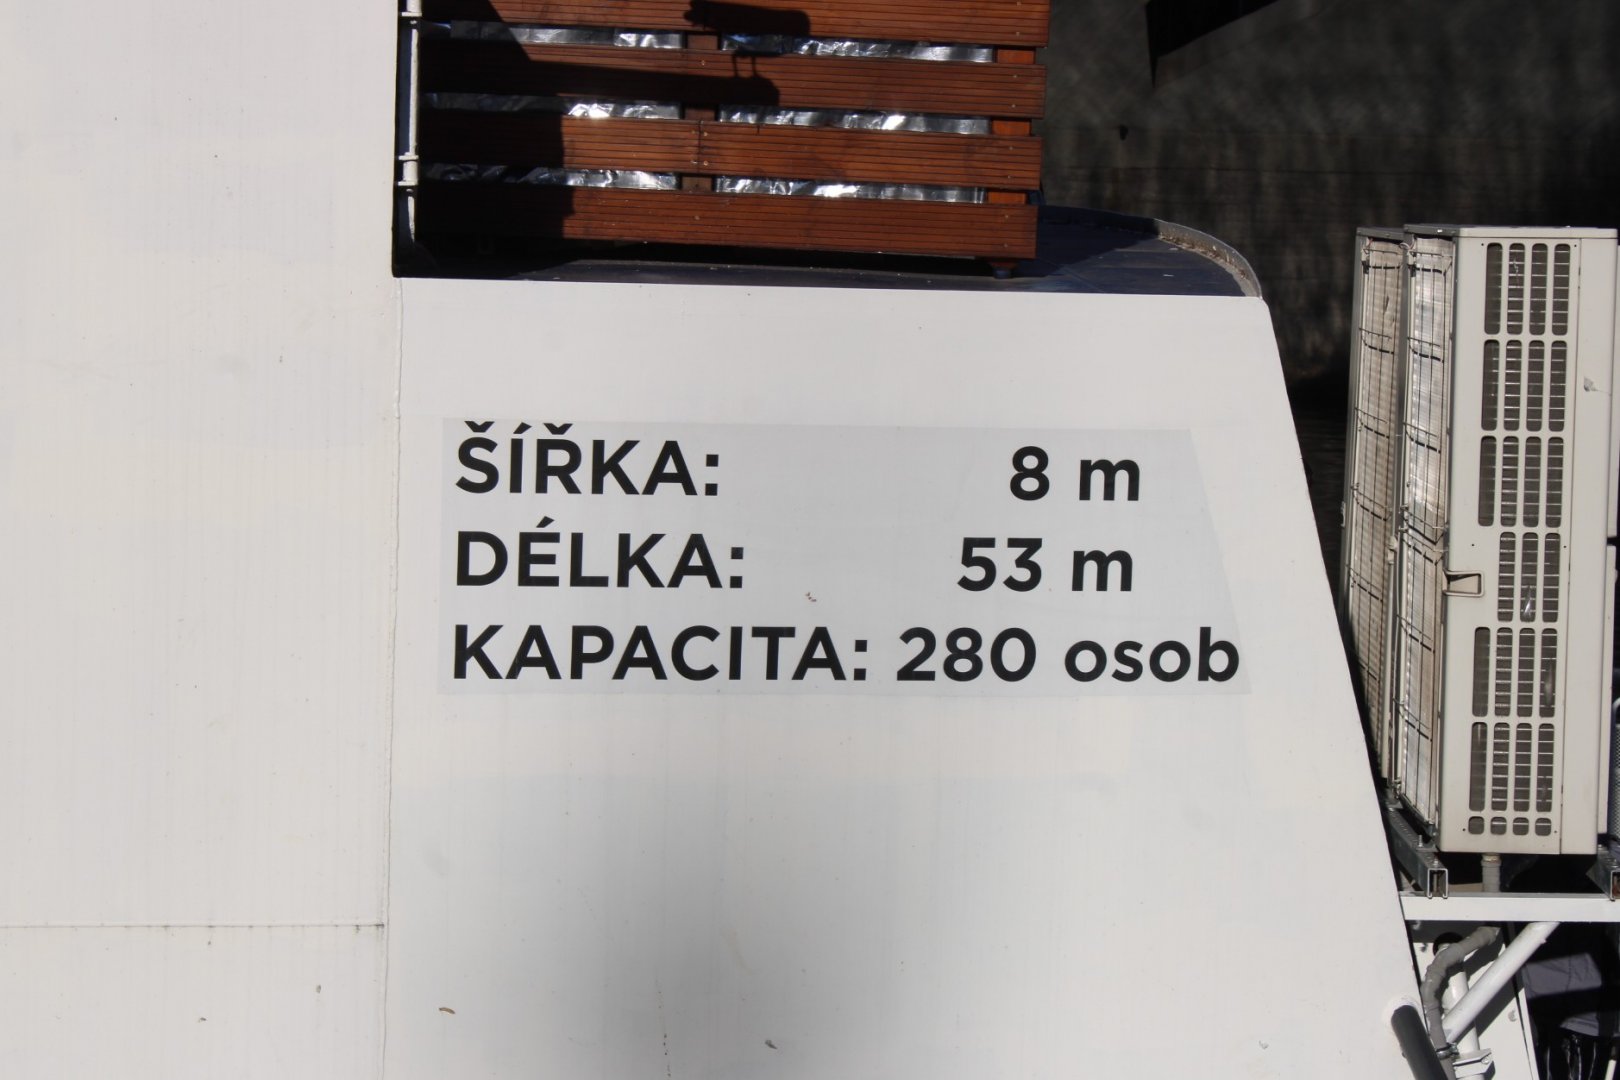 ŠÍŘKA: 8 m
DÉLKA: 53 m
KAPACITA: 280 osob